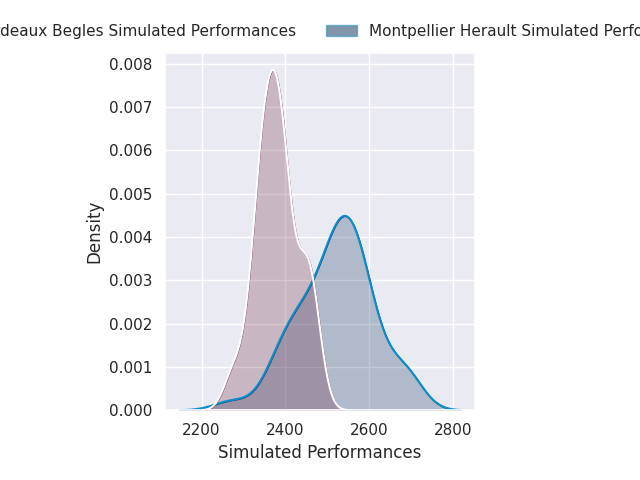 deaux Begles Simulated Performances
Montpellier Herault Simulated Perfo
0.008
0.007
0.006
0.005
0.004
0.003
0.002
0.001
0.000
Density
2200 2400 2600 2800
Simulated Performances